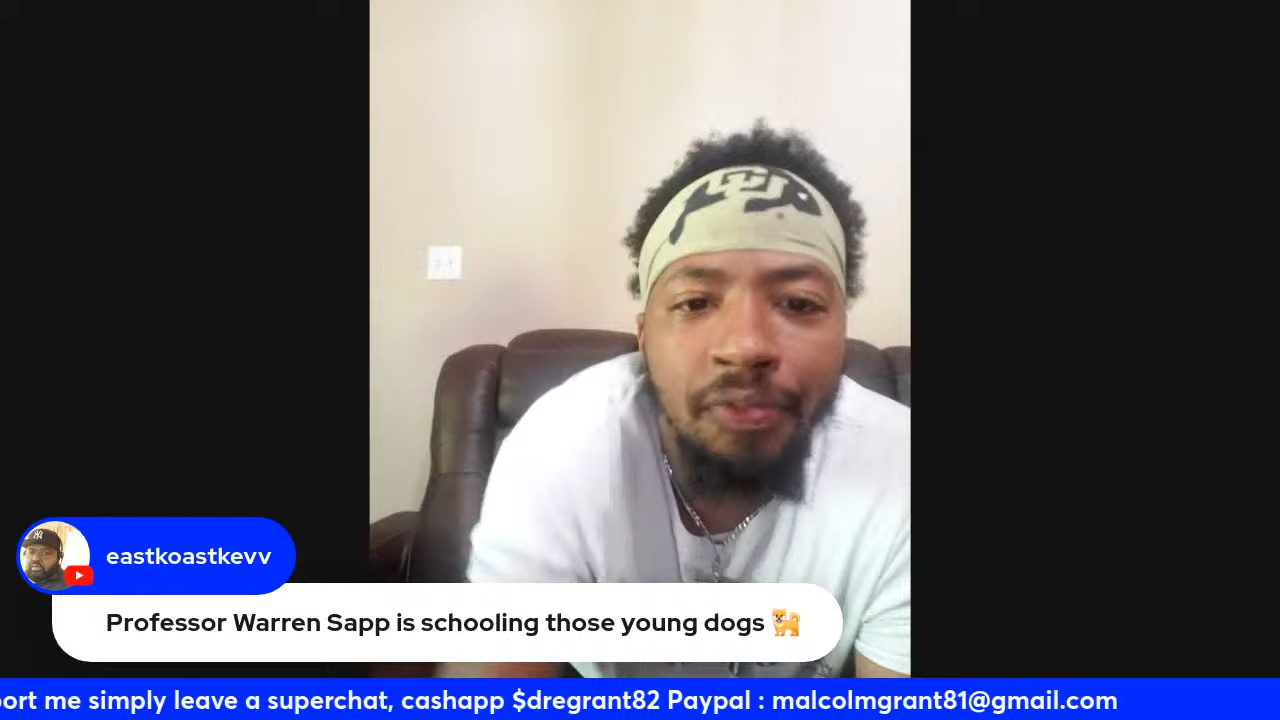 CU
eastkoastkevv
Professor Warren Sapp is schooling those young dogs 🐕
ort me simply leave a superchat, cashapp $dregrant82 Paypal : malcolmgrant81@gmail.com